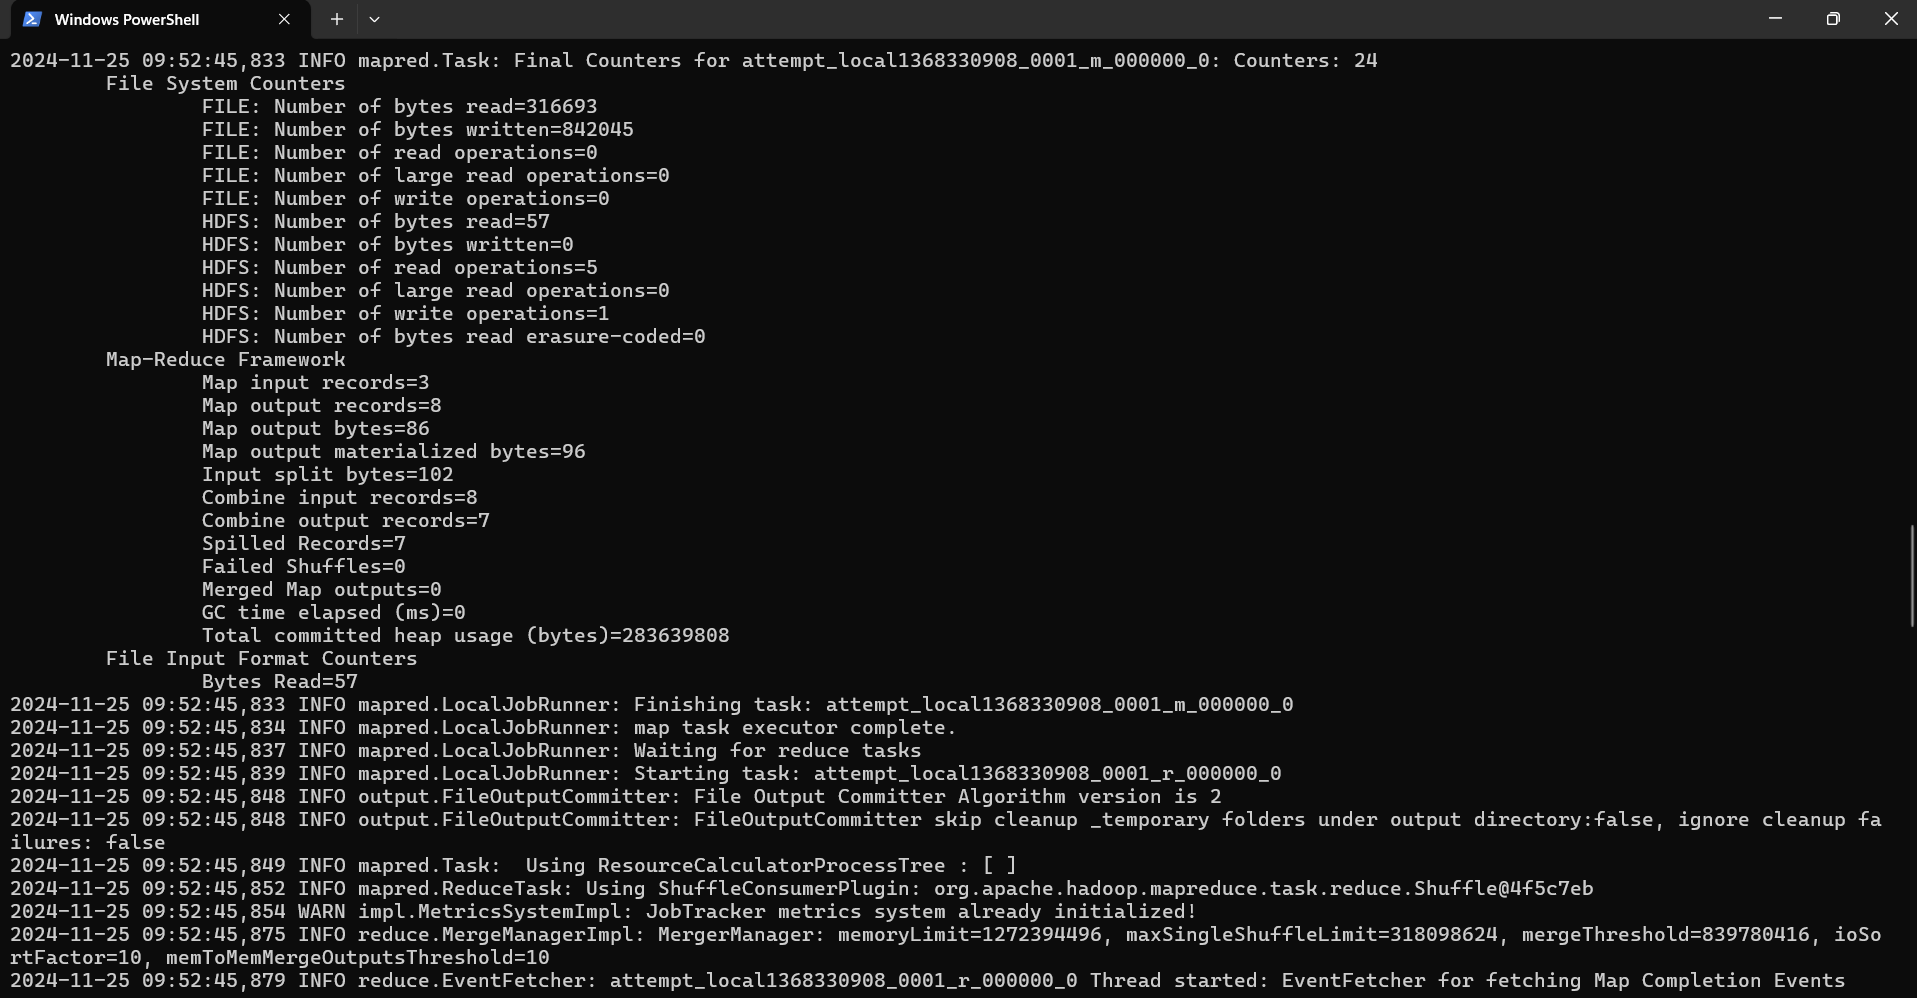 Windows PowerShell
2024-11-25 09:52:45,833 INFO mapred.Task: Final Counters for attempt_local1368330908_0001_m_000000_0: Counters: 24
File System Counters
FILE: Number of bytes read=316693
FILE: Number of bytes written=842045
FILE: Number of read operations=0
FILE: Number of large read operations=0
FILE: Number of write operations=0
HDFS: Number of bytes read=57
HDFS: Number of bytes written=0
HDFS: Number of read operations=5
HDFS: Number of large read operations=0
HDFS: Number of write operations=1
HDFS: Number of bytes read erasure-coded=0
Map-Reduce Framework
Map input records=3
Map output records=8
Map output bytes=86
Map output materialized bytes=96
Input split bytes=102
Combine input records=8
Combine output records=7
Spilled Records=7
Failed Shuffles=0
Merged Map outputs=0
GC time elapsed (ms)=0
Total committed heap usage (bytes)=283639808
File Input Format Counters
Bytes Read=57
2024-11-25 09:52:45,833 INFO mapred.LocalJobRunner: Finishing task: attempt_local1368330908_0001_m_000000_0
2024-11-25 09:52:45,834 INFO mapred.LocalJobRunner: map task executor complete.
2024-11-25 09:52:45,837 INFO mapred.LocalJobRunner: Waiting for reduce tasks
2024-11-25 09:52:45,839 INFO mapred.LocalJobRunner: Starting task: attempt_local1368330908_0001_r_000000_0
2024-11-25 09:52:45,848 INFO output.FileOutputCommitter: File Output Committer Algorithm version is 2
2024-11-25 09:52:45,848 INFO output.FileOutputCommitter: FileOutputCommitter skip cleanup _temporary folders under output directory:false, ignore cleanup fa
ilures: false
2024-11-25 09:52:45,849 INFO mapred.Task:  Using ResourceCalculatorProcessTree : [ ]
2024-11-25 09:52:45,852 INFO mapred.ReduceTask: Using ShuffleConsumerPlugin: org.apache.hadoop.mapreduce.task.reduce.Shuffle@4f5c7eb
2024-11-25 09:52:45,854 WARN impl.MetricsSystemImpl: JobTracker metrics system already initialized!
2024-11-25 09:52:45,875 INFO reduce.MergeManagerImpl: MergerManager: memoryLimit=1272394496, maxSingleShuffleLimit=318098624, mergeThreshold=839780416, ioSo
rtFactor=10, memToMemMergeOutputsThreshold=10
2024-11-25 09:52:45,879 INFO reduce.EventFetcher: attempt_local1368330908_0001_r_000000_0 Thread started: EventFetcher for fetching Map Completion Events